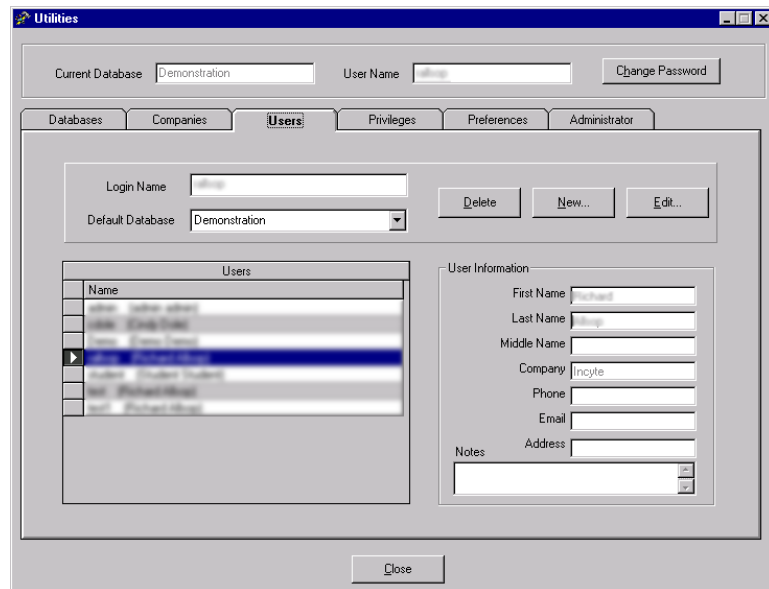 Utilities
Current Database Demonstration User Name Change Password
Databases Companies Users Privileges Preferences Administrator
Login Name
Default Database Demonstration
Delete New... Edit...
Users
Name
User Information
First Name
Last Name
Middle Name
Company Incyte
Phone
Email
Address
Notes
Close